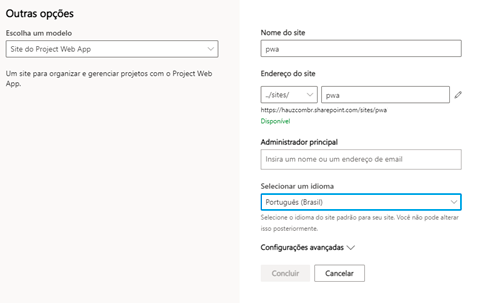 Outras opções
Escolha um modelo
Site do Project Web App
Um site para organizar e gerenciar projetos com o Project Web
App.
Nome do site
pwa
Endereço do site
../sites/
pwa
https://hauzcombr.sharepoint.com/sites/pwa
Disponível
Administrador principal
Insira um nome ou um endereço de email
Selecionar um idioma
Português (Brasil)
Selecione o idioma do site padrão para seu site. Você não pode alterar
isso posteriormente.
Configurações avançadas
Concluir
Cancelar